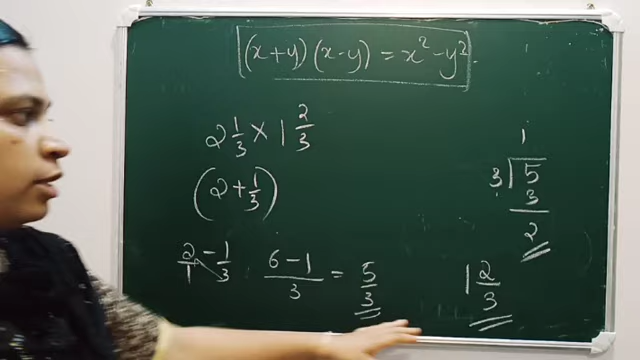 (x+y)(x-y) = x² - y²
2 1/3 × 1 2/3
(2 + 1/3)
2/1 - 1/3
6-1/3 = 5/3
1
3 5
3
2
1 2/3